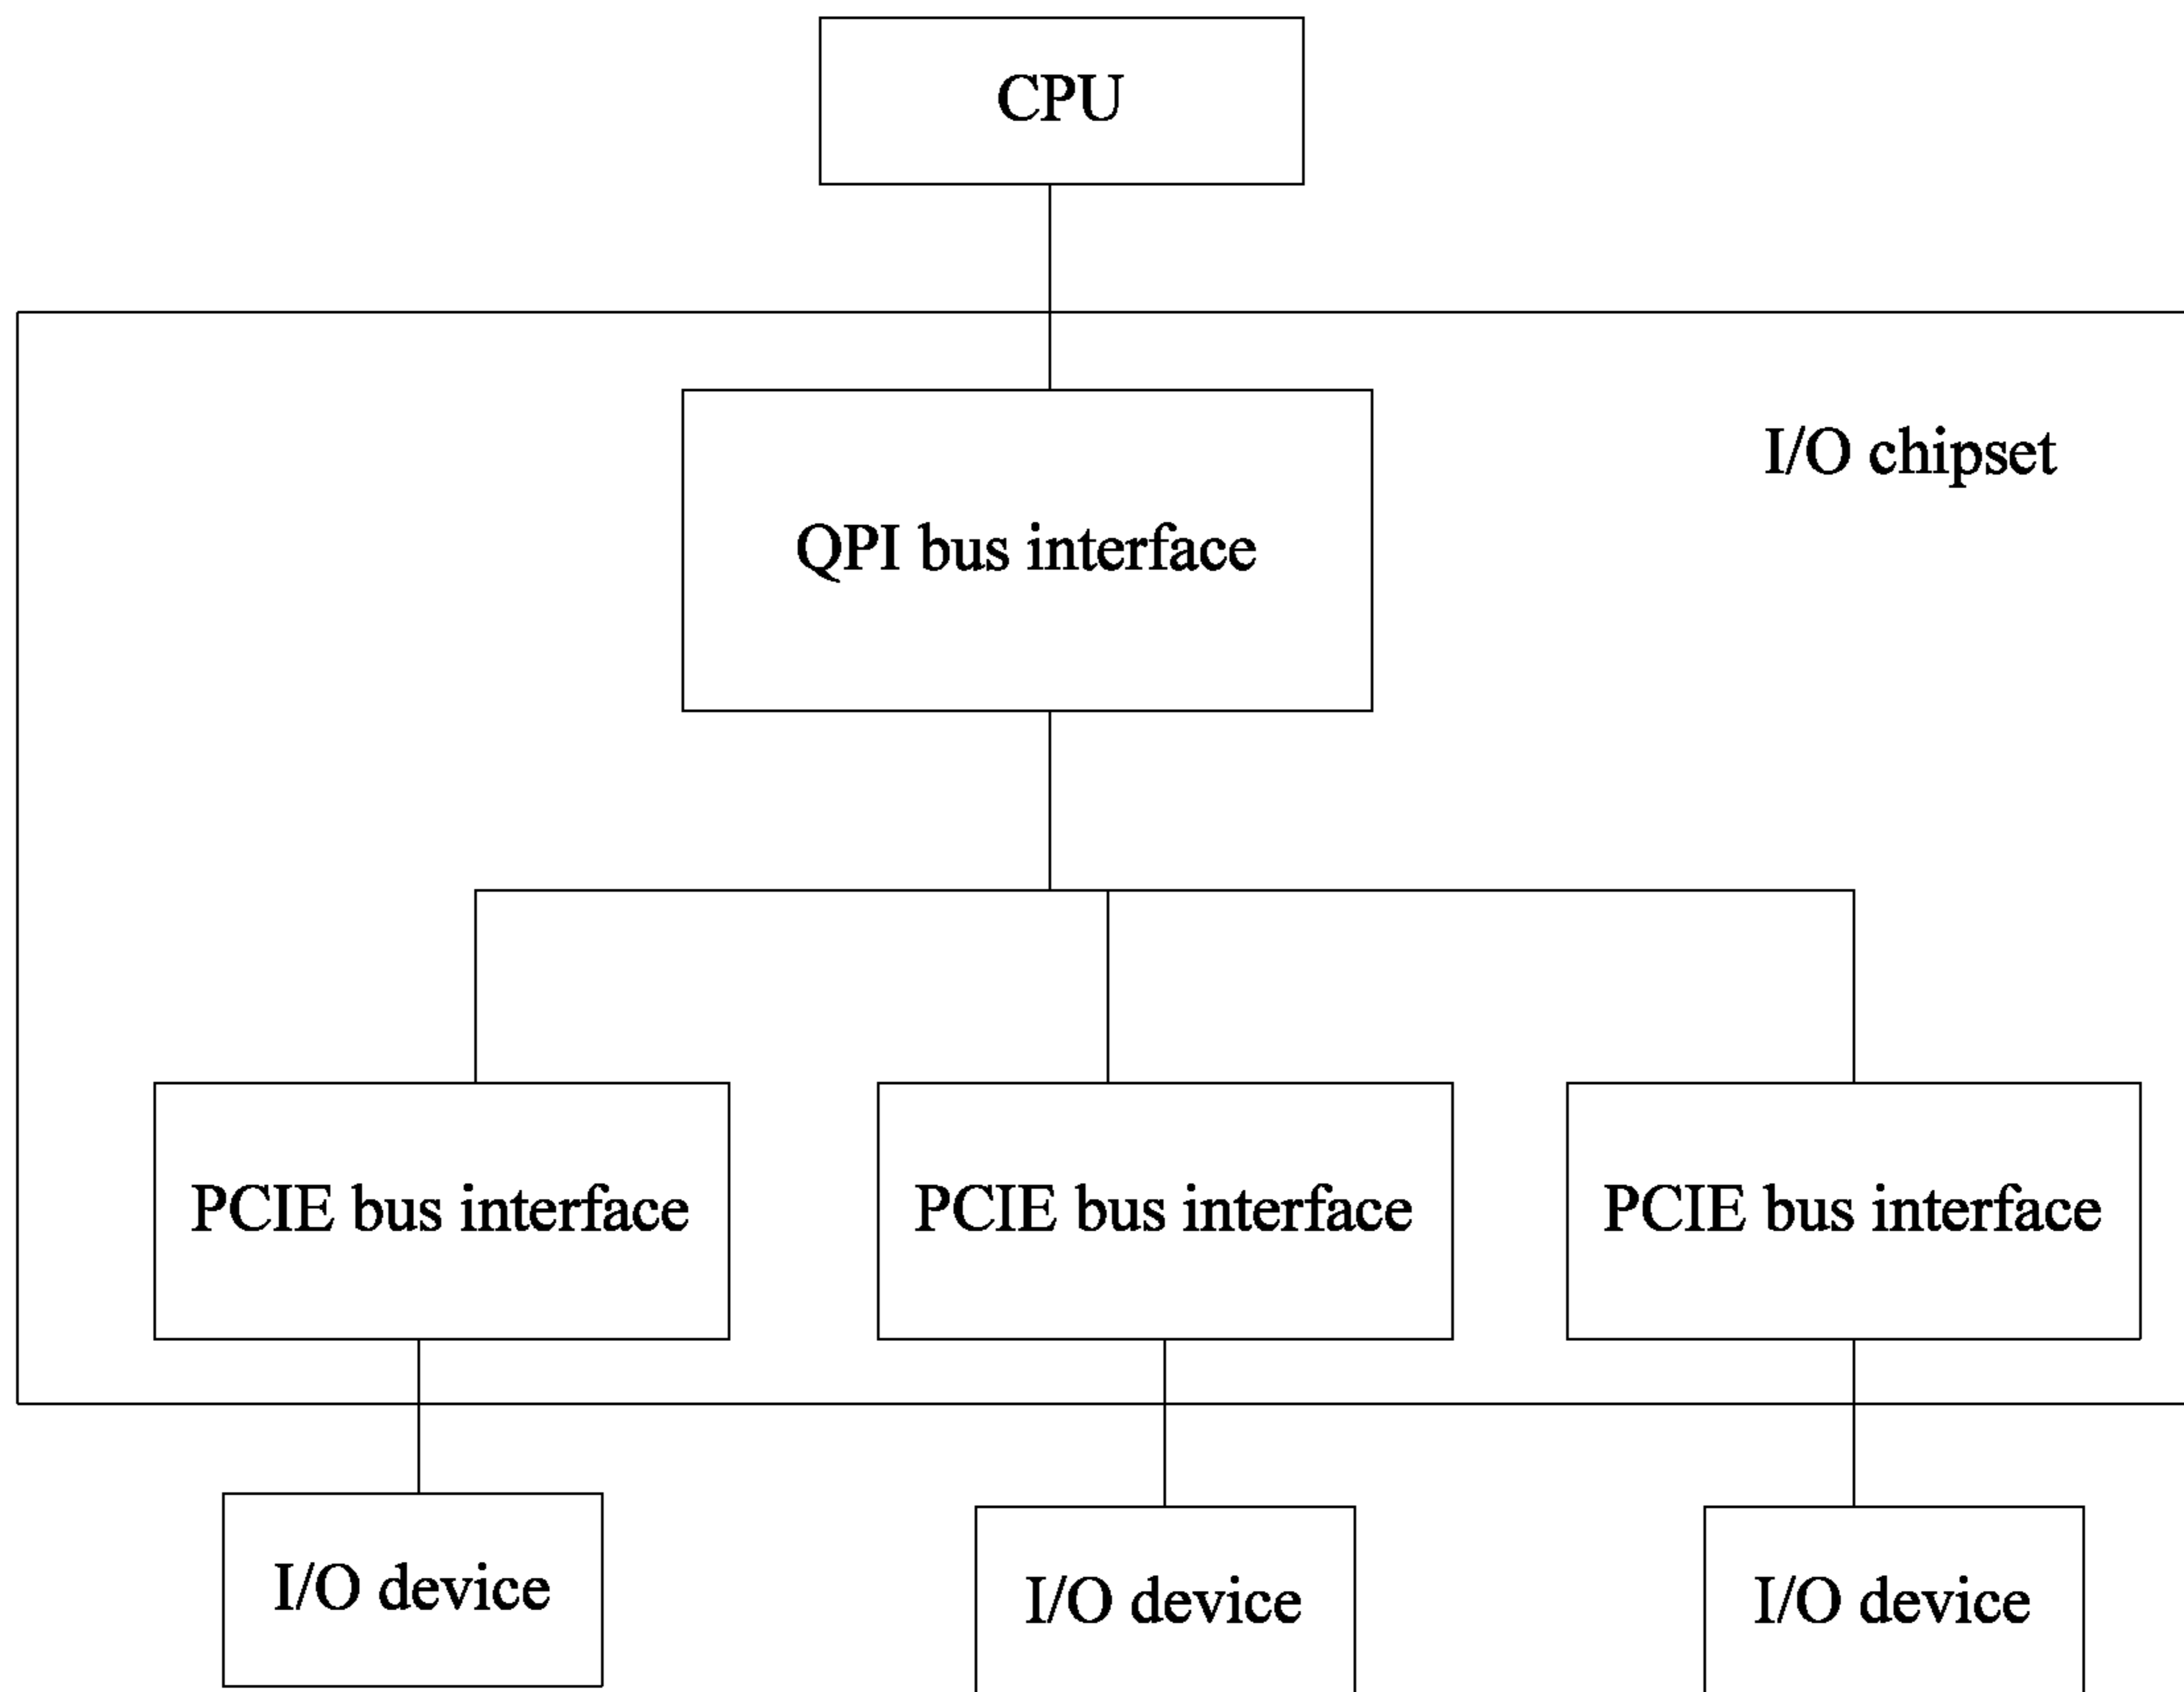 CPU
I/O chipset
QPI bus interface
PCIE bus interface
PCIE bus interface
PCIE bus interface
I/O device
I/O device
I/O device